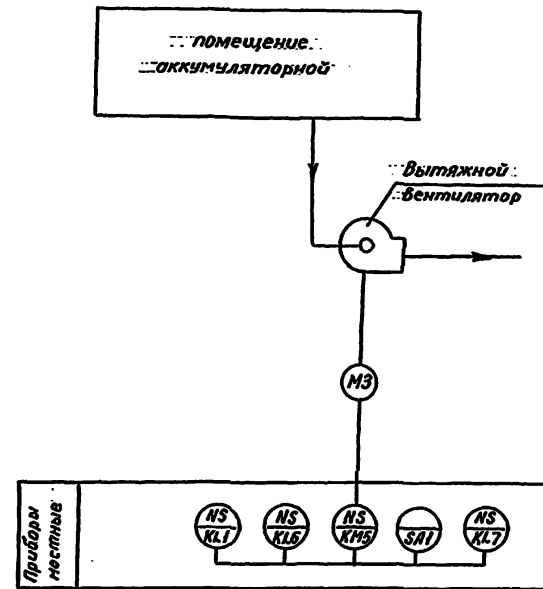 помещение
аккумуляторной
Вытяжной
вентилятор
М3
Приборы
местные
NS
KL1
NS
KL6
NS
KM5
SA1
NS
KL7